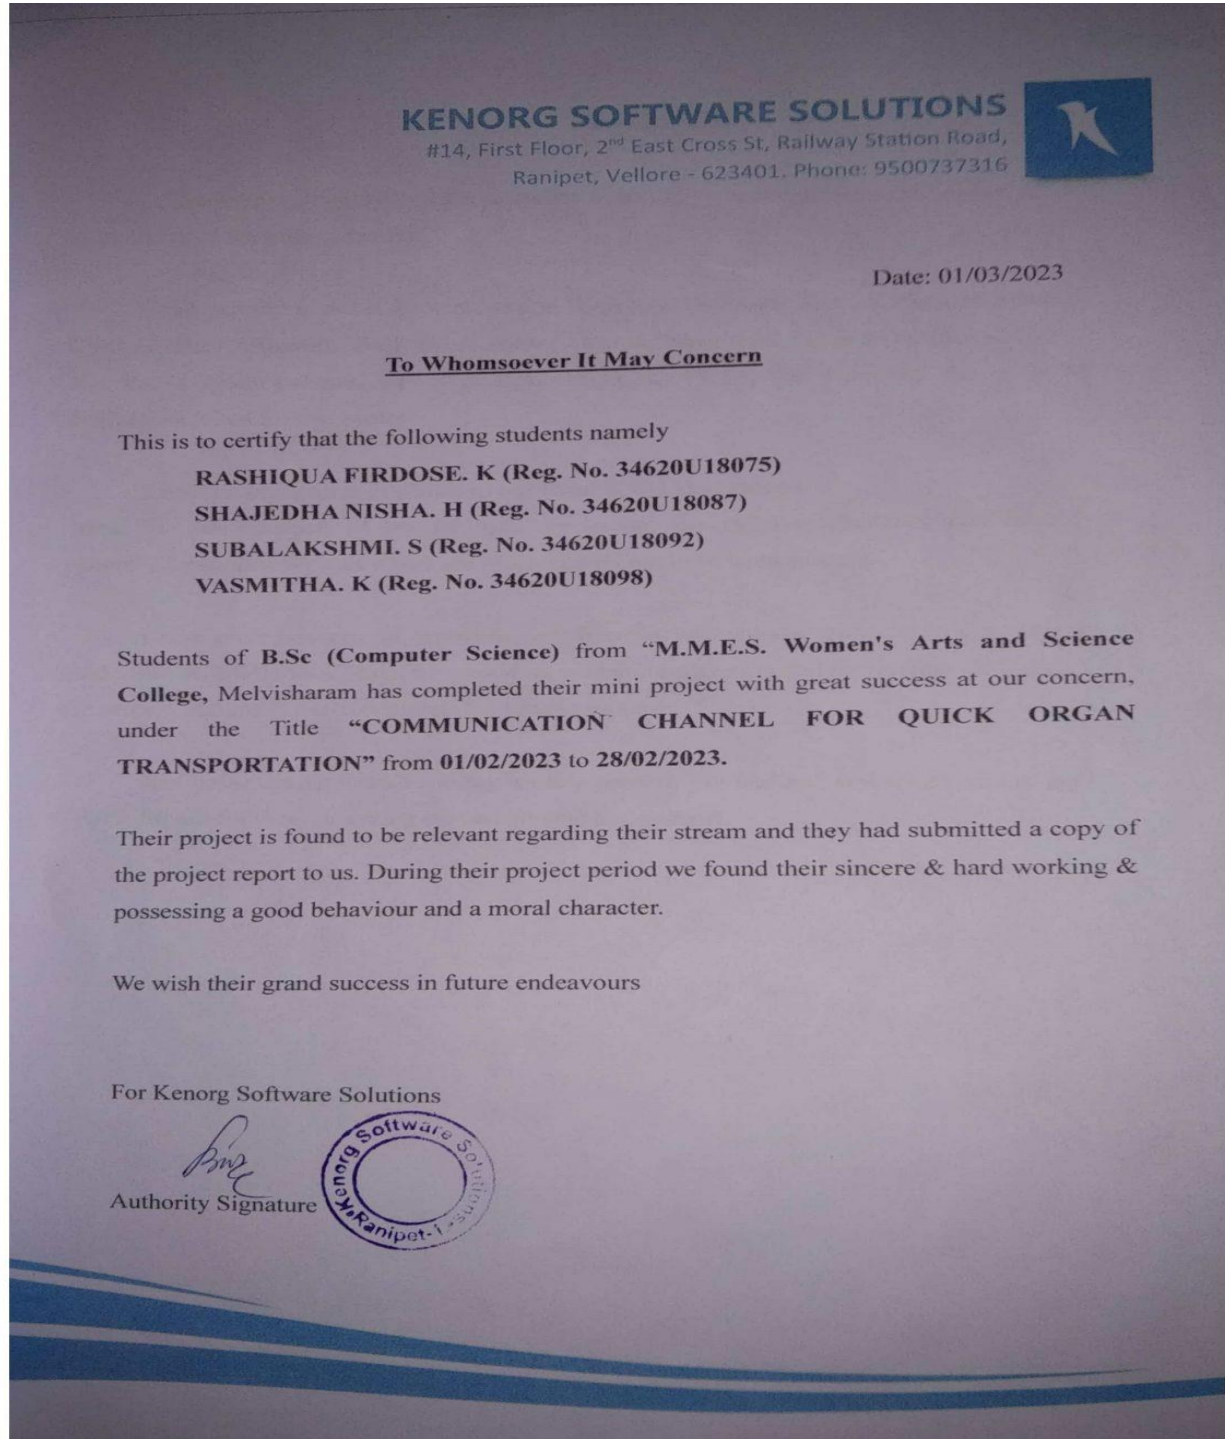 KENORG SOFTWARE SOLUTIONS
#14, First Floor, 2nd East Cross St, Railway Station Road,
Ranipet, Vellore - 623401. Phone: 9500737316
Date: 01/03/2023
To Whomsoever It May Concern
This is to certify that the following students namely
RASHIQUA FIRDOSE. K (Reg. No. 34620U18075)
SHAJEDHA NISHA. H (Reg. No. 34620U18087)
SUBALAKSHMI. S (Reg. No. 34620U18092)
VASMITHA. K (Reg. No. 34620U18098)
Students of B.Sc (Computer Science) from “M.M.E.S. Women's Arts and Science
College, Melvisharam has completed their mini project with great success at our concern,
under the Title “COMMUNICATION CHANNEL FOR QUICK ORGAN
TRANSPORTATION” from 01/02/2023 to 28/02/2023.
Their project is found to be relevant regarding their stream and they had submitted a copy of
the project report to us. During their project period we found their sincere & hard working &
possessing a good behaviour and a moral character.
We wish their grand success in future endeavours
For Kenorg Software Solutions
Authority Signature
Kenorg Software Solutions
Ranipet-1